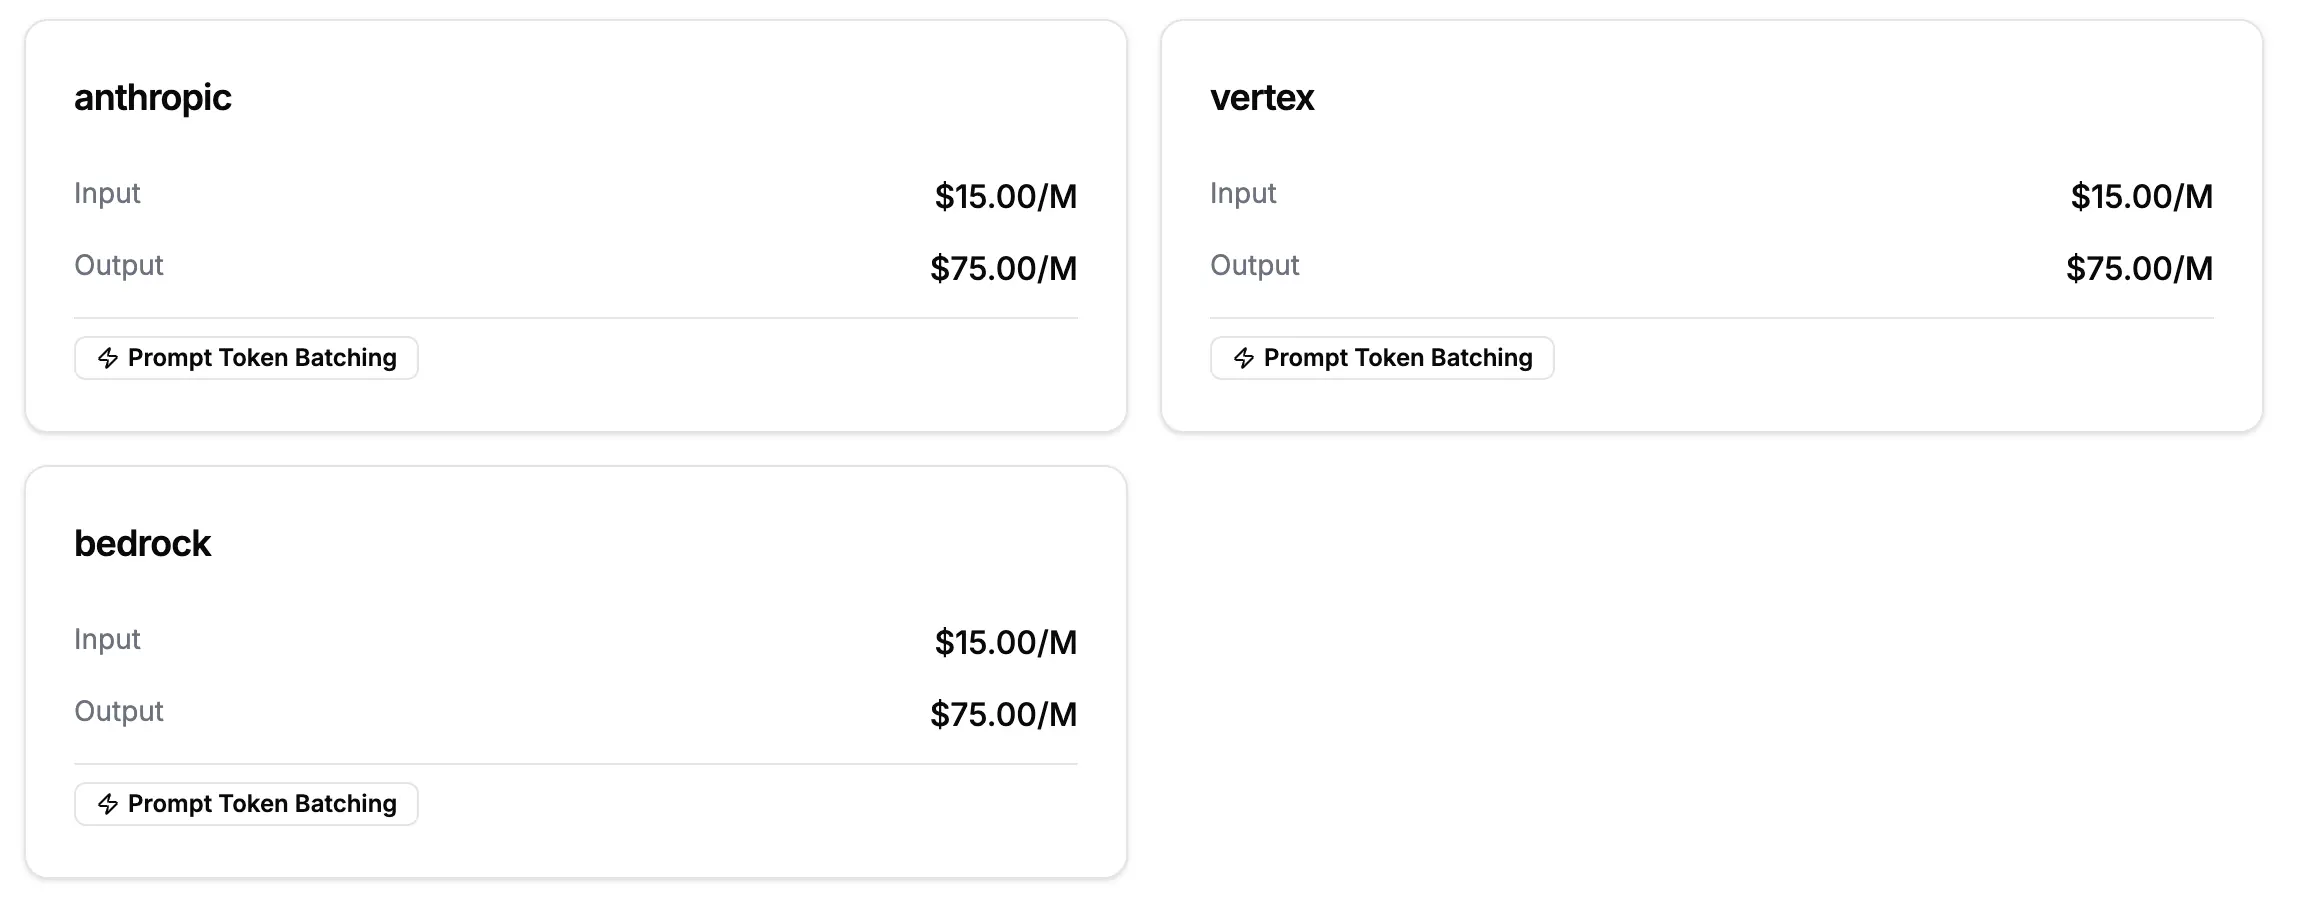 anthropic
Input $15.00/M
Output $75.00/M
Prompt Token Batching
vertex
Input $15.00/M
Output $75.00/M
Prompt Token Batching
bedrock
Input $15.00/M
Output $75.00/M
Prompt Token Batching